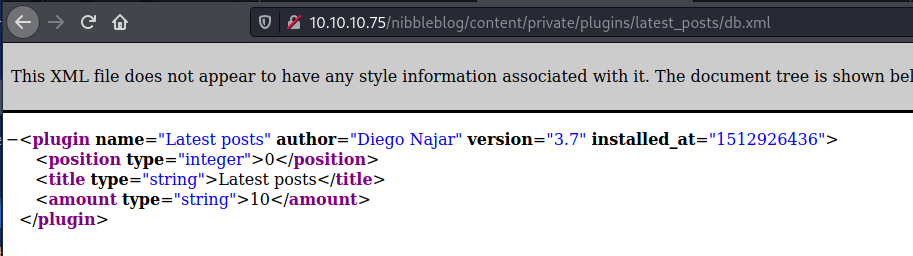 10.10.10.75/nibbleblog/content/private/plugins/latest_posts/db.xml
This XML file does not appear to have any style information associated with it. The document tree is shown bel
−<plugin name="Latest posts" author="Diego Najar" version="3.7" installed_at="1512926436">
<position type="integer">0</position>
<title type="string">Latest posts</title>
<amount type="string">10</amount>
</plugin>